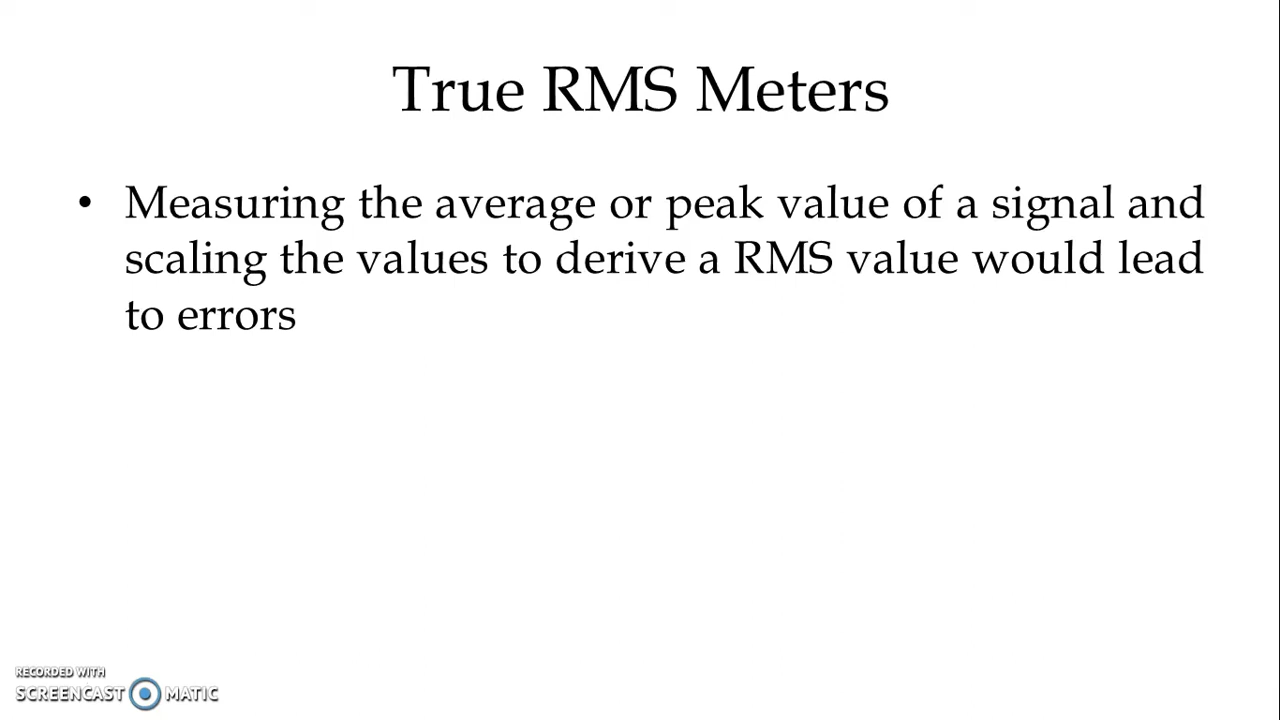 True RMS Meters
• Measuring the average or peak value of a signal and
scaling the values to derive a RMS value would lead
to errors
RECORDED WITH
SCREENCAST MATIC